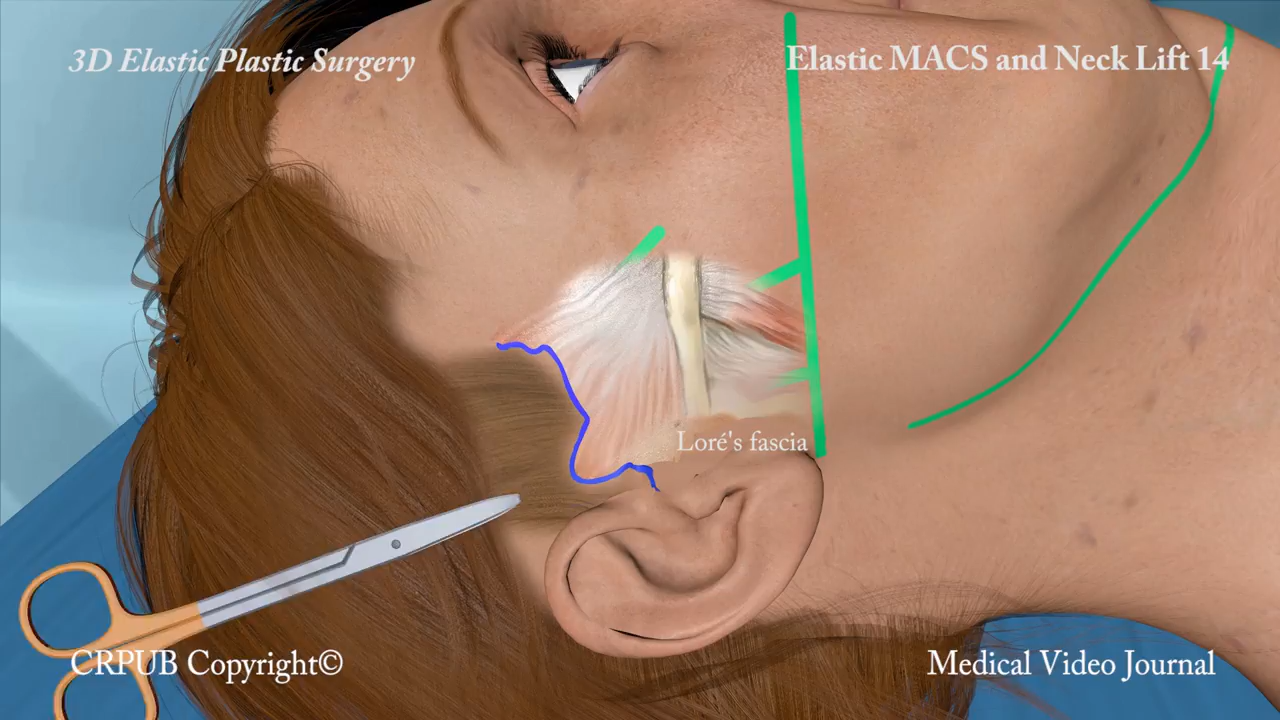 3D Elastic Plastic Surgery
Elastic MACS and Neck Lift 14
Loré's fascia
CRPUB Copyright©
Medical Video Journal